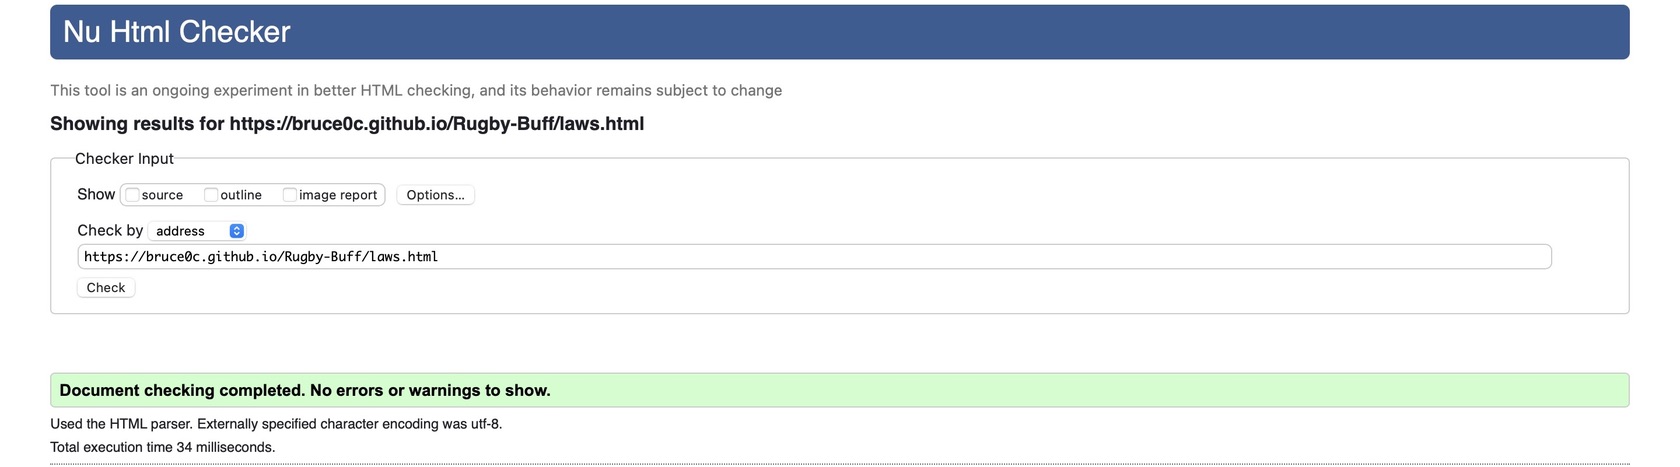 Nu Html Checker
This tool is an ongoing experiment in better HTML checking, and its behavior remains subject to change
Showing results for https://bruce0c.github.io/Rugby-Buff/laws.html
Checker Input
Show source outline image report Options...
Check by address
https://bruce0c.github.io/Rugby-Buff/laws.html
Check
Document checking completed. No errors or warnings to show.
Used the HTML parser. Externally specified character encoding was utf-8.
Total execution time 34 milliseconds.